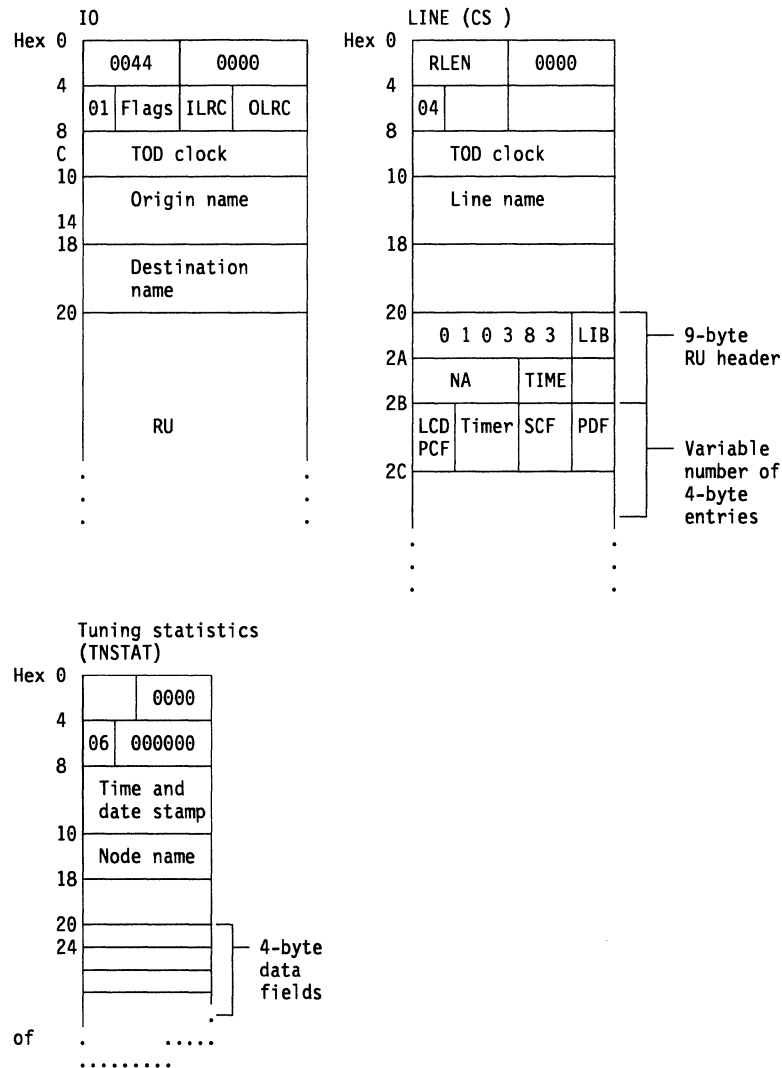 IO
Hex 0
0044 0000
4
01 Flags ILRC OLRC
8
C TOD clock
10
Origin name
14
18
Destination
name
20
RU
LINE (CS )
Hex 0
RLEN 0000
4
04
8
TOD clock
10
Line name
18
20
0 1 0 3 8 3 LIB
9-byte
RU header
2A
NA TIME
2B
LCD Timer SCF PDF
PCF
Variable
number of
4-byte
entries
2C
Tuning statistics
(TNSTAT)
Hex 0
0000
4
06 000000
8
Time and
date stamp
10
Node name
18
20
24
4-byte
data
fields
of